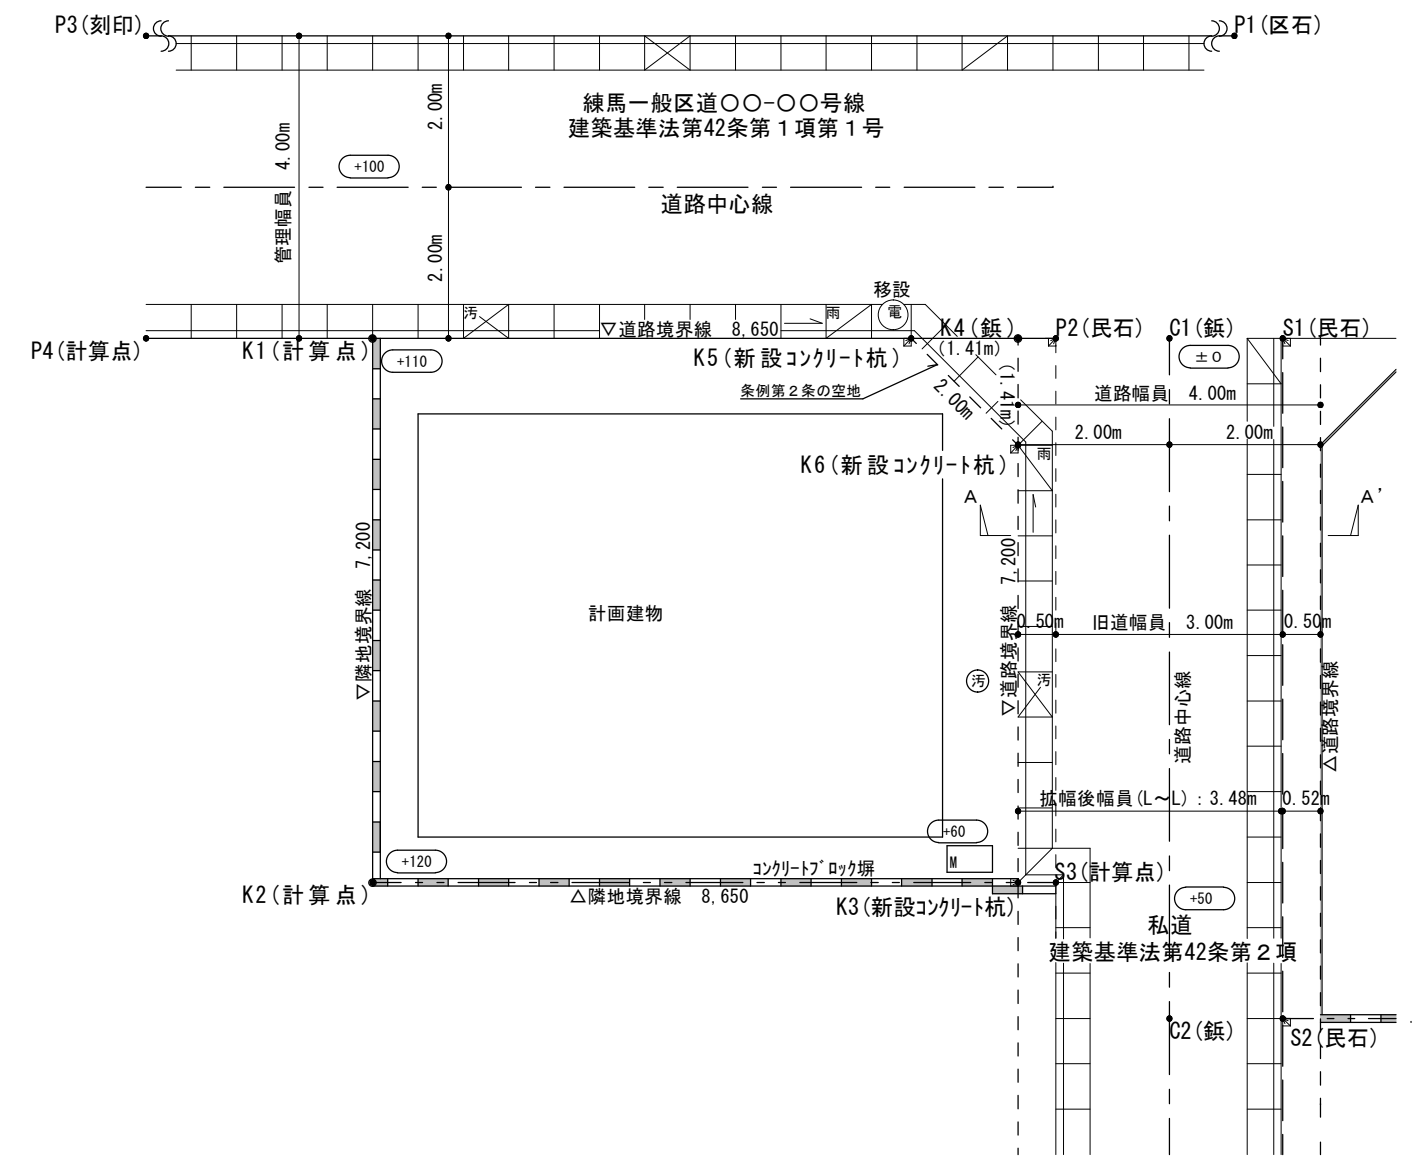 P3(刻印)
P1(区石)
練馬一般区道〇〇-〇〇号線
建築基準法第42条第１項第１号
2.00m
管理幅員 4.00m
+100
道路中心線
2.00m
移設
電
汚
雨
▽道路境界線 8,650
K4(鋲)
P2(民石)
C1(鋲)
S1(民石)
P4(計算点)
K1(計算点)
+110
K5(新設コンクリート杭)
(1.41m)
(1.41m)
±0
条例第２条の空地
2.00m
道路幅員 4.00m
2.00m
2.00m
K6(新設コンクリート杭)
雨
A
A'
▽隣地境界線 7,200
計画建物
▽道路境界線 7,200
0.50m
旧道幅員 3.00m
0.50m
汚
汚
道路中心線
△道路境界線
拡幅後幅員(L～L)：3.48m
0.52m
+60
M
+120
コンクリートブロック塀
S3(計算点)
K2(計算点)
△隣地境界線 8,650
K3(新設コンクリート杭)
+50
私道
建築基準法第42条第２項
C2(鋲)
S2(民石)